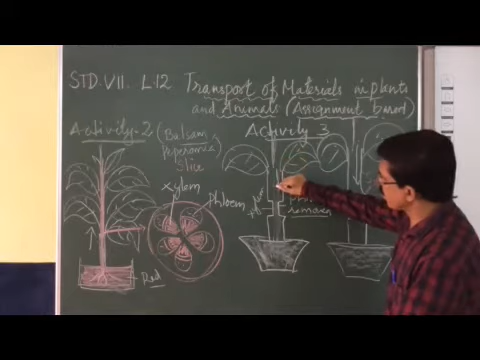 STD.VII. L.12 Transport of Materials in plants
and Animals (Assignment based)
Activity-2 (Balsam
Peperomia
Slice
Activity 3
xylem
Phloem
Red